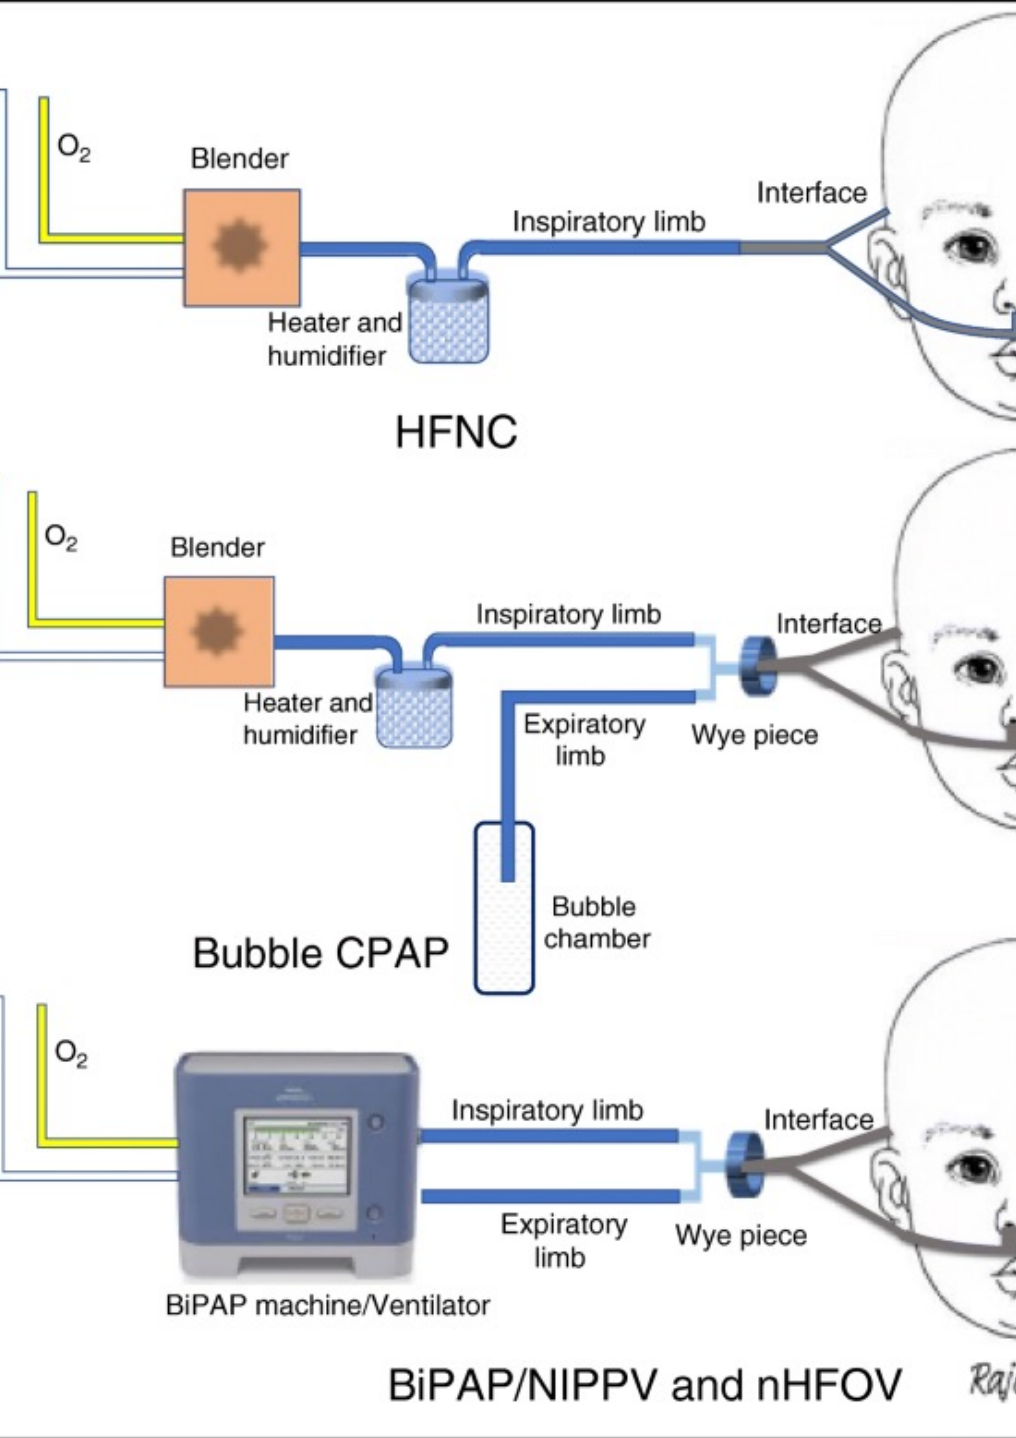 O₂
Blender
Interface
Inspiratory limb
Heater and
humidifier
HFNC
O₂
Blender
Inspiratory limb
Interface
Heater and
humidifier
Expiratory
limb
Wye piece
Bubble
chamber
Bubble CPAP
O₂
Inspiratory limb
Interface
Expiratory
limb
Wye piece
BiPAP machine/Ventilator
BiPAP/NIPPV and nHFOV